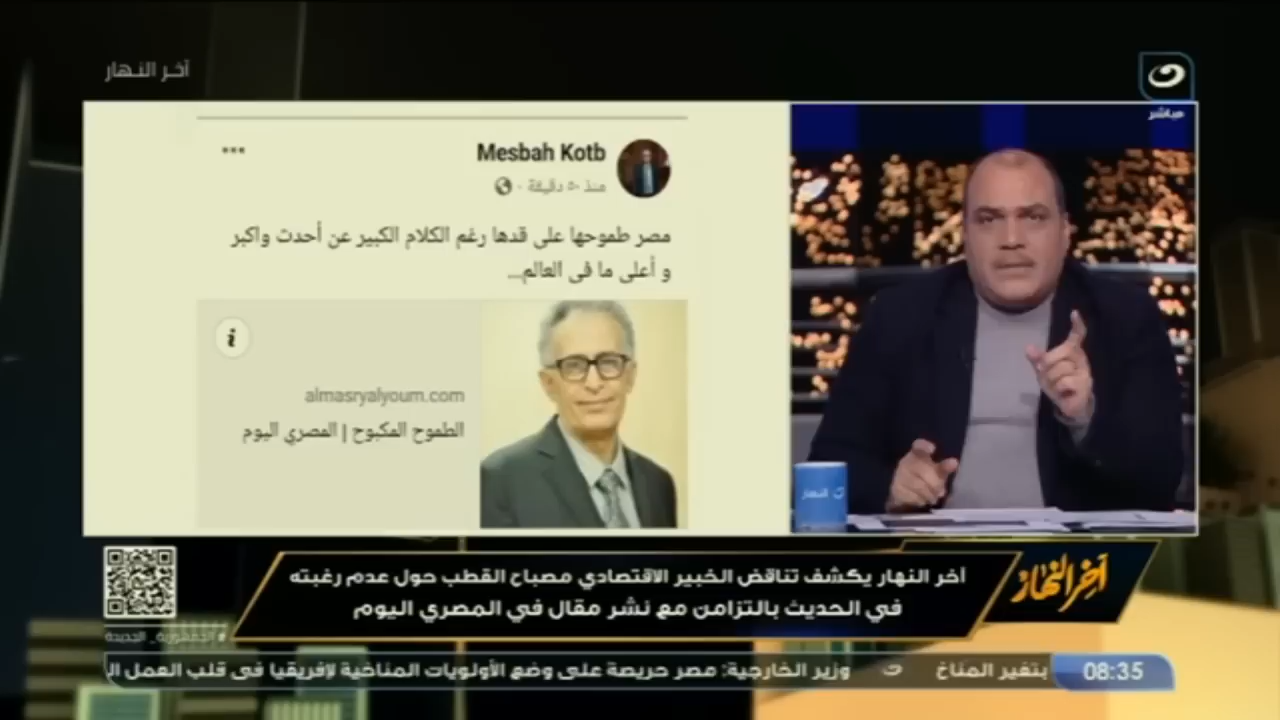 آخر النهار
مباشر
Mesbah Kotb
منذ ٥٠ دقيقة
مصر طموحها على قدها رغم الكلام الكبير عن أحدث واكبر
و أعلى ما فى العالم...
almasryalyoum.com
الطموح المكبوح | المصري اليوم
النهار
آخر النهار
آخر النهار يكشف تناقض الخبير الاقتصادي مصباح القطب حول عدم رغبته
في الحديث بالتزامن مع نشر مقال في المصري اليوم
#الجمهورية_الجديدة
08:35
بتغير المناخ
وزير الخارجية: مصر حريصة على وضع الأولويات المناخية لإفريقيا فى قلب العمل ال